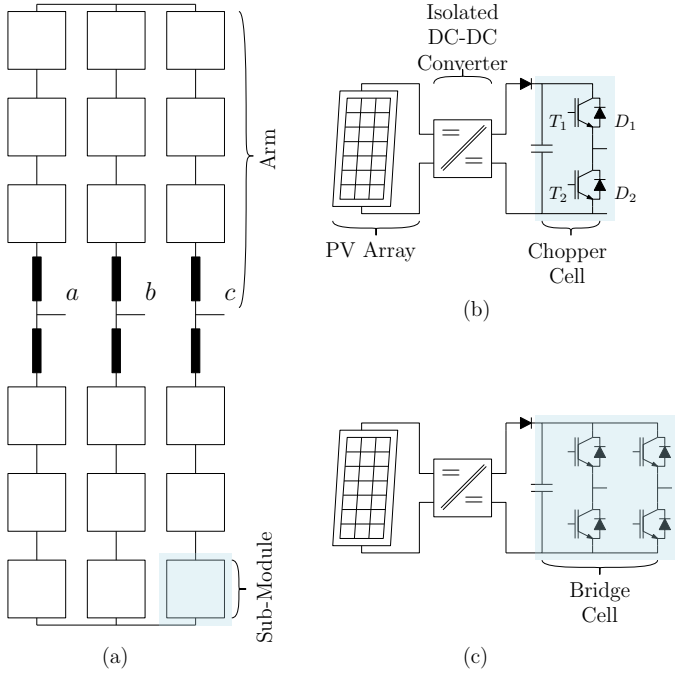 Arm
a
b
c
Sub-Module
(a)
Isolated
DC-DC
Converter
T₁
D₁
T₂
D₂
PV Array
Chopper
Cell
(b)
Bridge
Cell
(c)